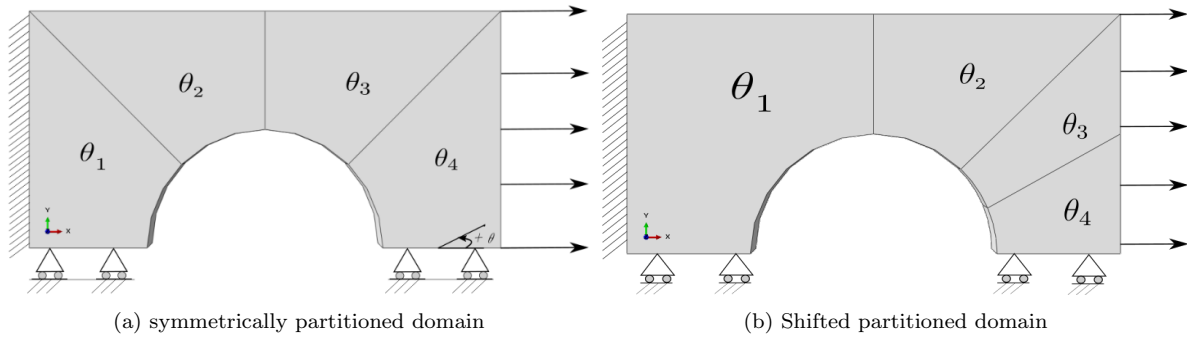 θ₂
θ₃
θ₁
θ₄
Y
X
+ θ
θ₁
θ₂
θ₃
θ₄
Y
X
(a) symmetrically partitioned domain
(b) Shifted partitioned domain